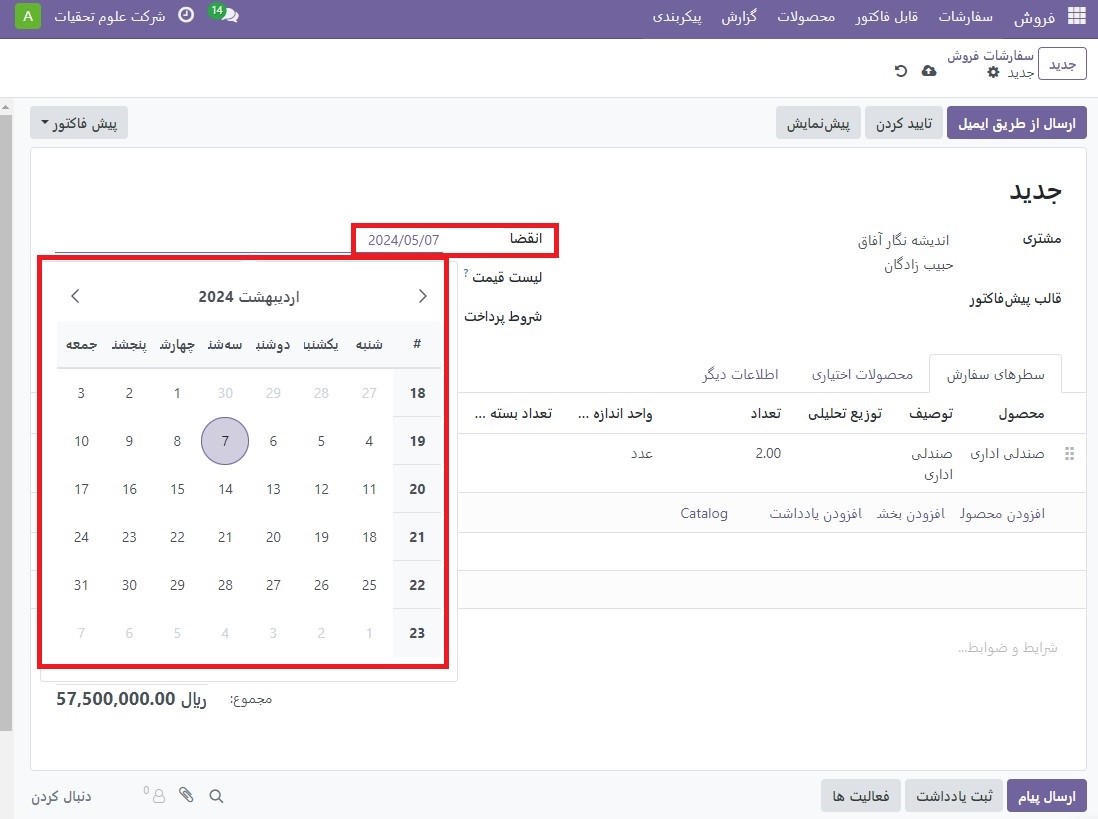 فروش سفارشات قابل فاکتور محصولات گزارش پیکربندی
14 شرکت علوم تحقیات A
جدید سفارشات فروش
جدید
ارسال از طریق ایمیل تایید کردن پیش‌نمایش پیش فاکتور
جدید
مشتری اندیشه نگار آفاق
حبیب زادگان
قالب پیش‌فاکتور
انقضا 2024/05/07
لیست قیمت ?
شروط پرداخت
اردیبهشت 2024
# شنبه یکشنبه دوشنبه سه‌شن چهارش پنجشن جمعه
18 27 28 29 30 1 2 3
19 4 5 6 7 8 9 10
20 11 12 13 14 15 16 17
21 18 19 20 21 22 23 24
22 25 26 27 28 29 30 31
23 1 2 3 4 5 6 7
سطرهای سفارش محصولات اختیاری اطلاعات دیگر
محصول توصیف توزیع تحلیلی تعداد واحد اندازه ... تعداد بسته ...
صندلی اداری صندلی اداری 2.00 عدد
افزودن محصول افزودن بخش افزودن یادداشت Catalog
شرایط و ضوابط...
مجموع: ریال 57,500,000.00
ارسال پیام ثبت یادداشت فعالیت ها 0 دنبال کردن